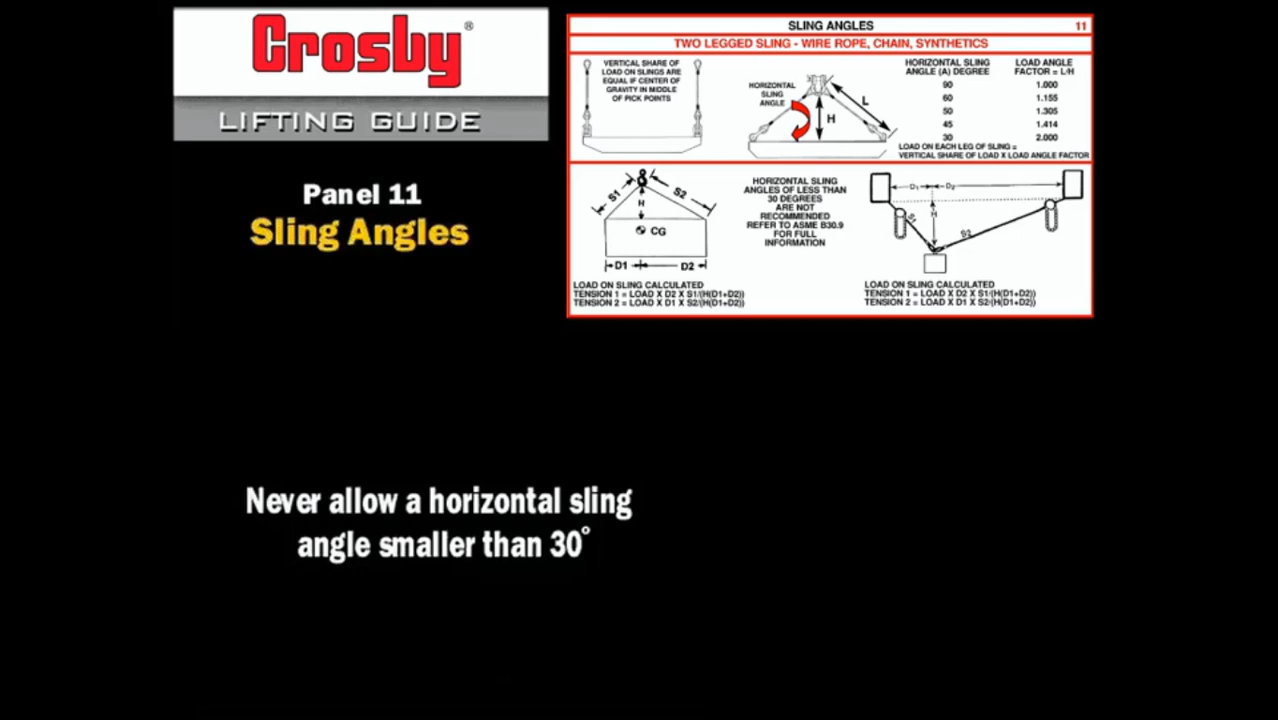 Crosby®
LIFTING GUIDE
Panel 11
Sling Angles
SLING ANGLES 11
TWO LEGGED SLING - WIRE ROPE, CHAIN, SYNTHETICS
VERTICAL SHARE OF
LOAD ON SLINGS ARE
EQUAL IF CENTER OF
GRAVITY IN MIDDLE
OF PICK POINTS
HORIZONTAL
SLING
ANGLE
L
H
HORIZONTAL SLING
ANGLE (A) DEGREE
LOAD ANGLE
FACTOR = L/H
90 1.000
60 1.155
50 1.305
45 1.414
30 2.000
LOAD ON EACH LEG OF SLING =
VERTICAL SHARE OF LOAD X LOAD ANGLE FACTOR
S1
S2
H
CG
D1
D2
LOAD ON SLING CALCULATED
TENSION 1 = LOAD X D2 X S1/(H(D1+D2))
TENSION 2 = LOAD X D1 X S2/(H(D1+D2))
HORIZONTAL SLING
ANGLES OF LESS THAN
30 DEGREES
ARE NOT
RECOMMENDED
REFER TO ASME B30.9
FOR FULL
INFORMATION
D1
D2
H
S1
S2
LOAD ON SLING CALCULATED
TENSION 1 = LOAD X D2 X S1/(H(D1+D2))
TENSION 2 = LOAD X D1 X S2/(H(D1+D2))
Never allow a horizontal sling
angle smaller than 30°